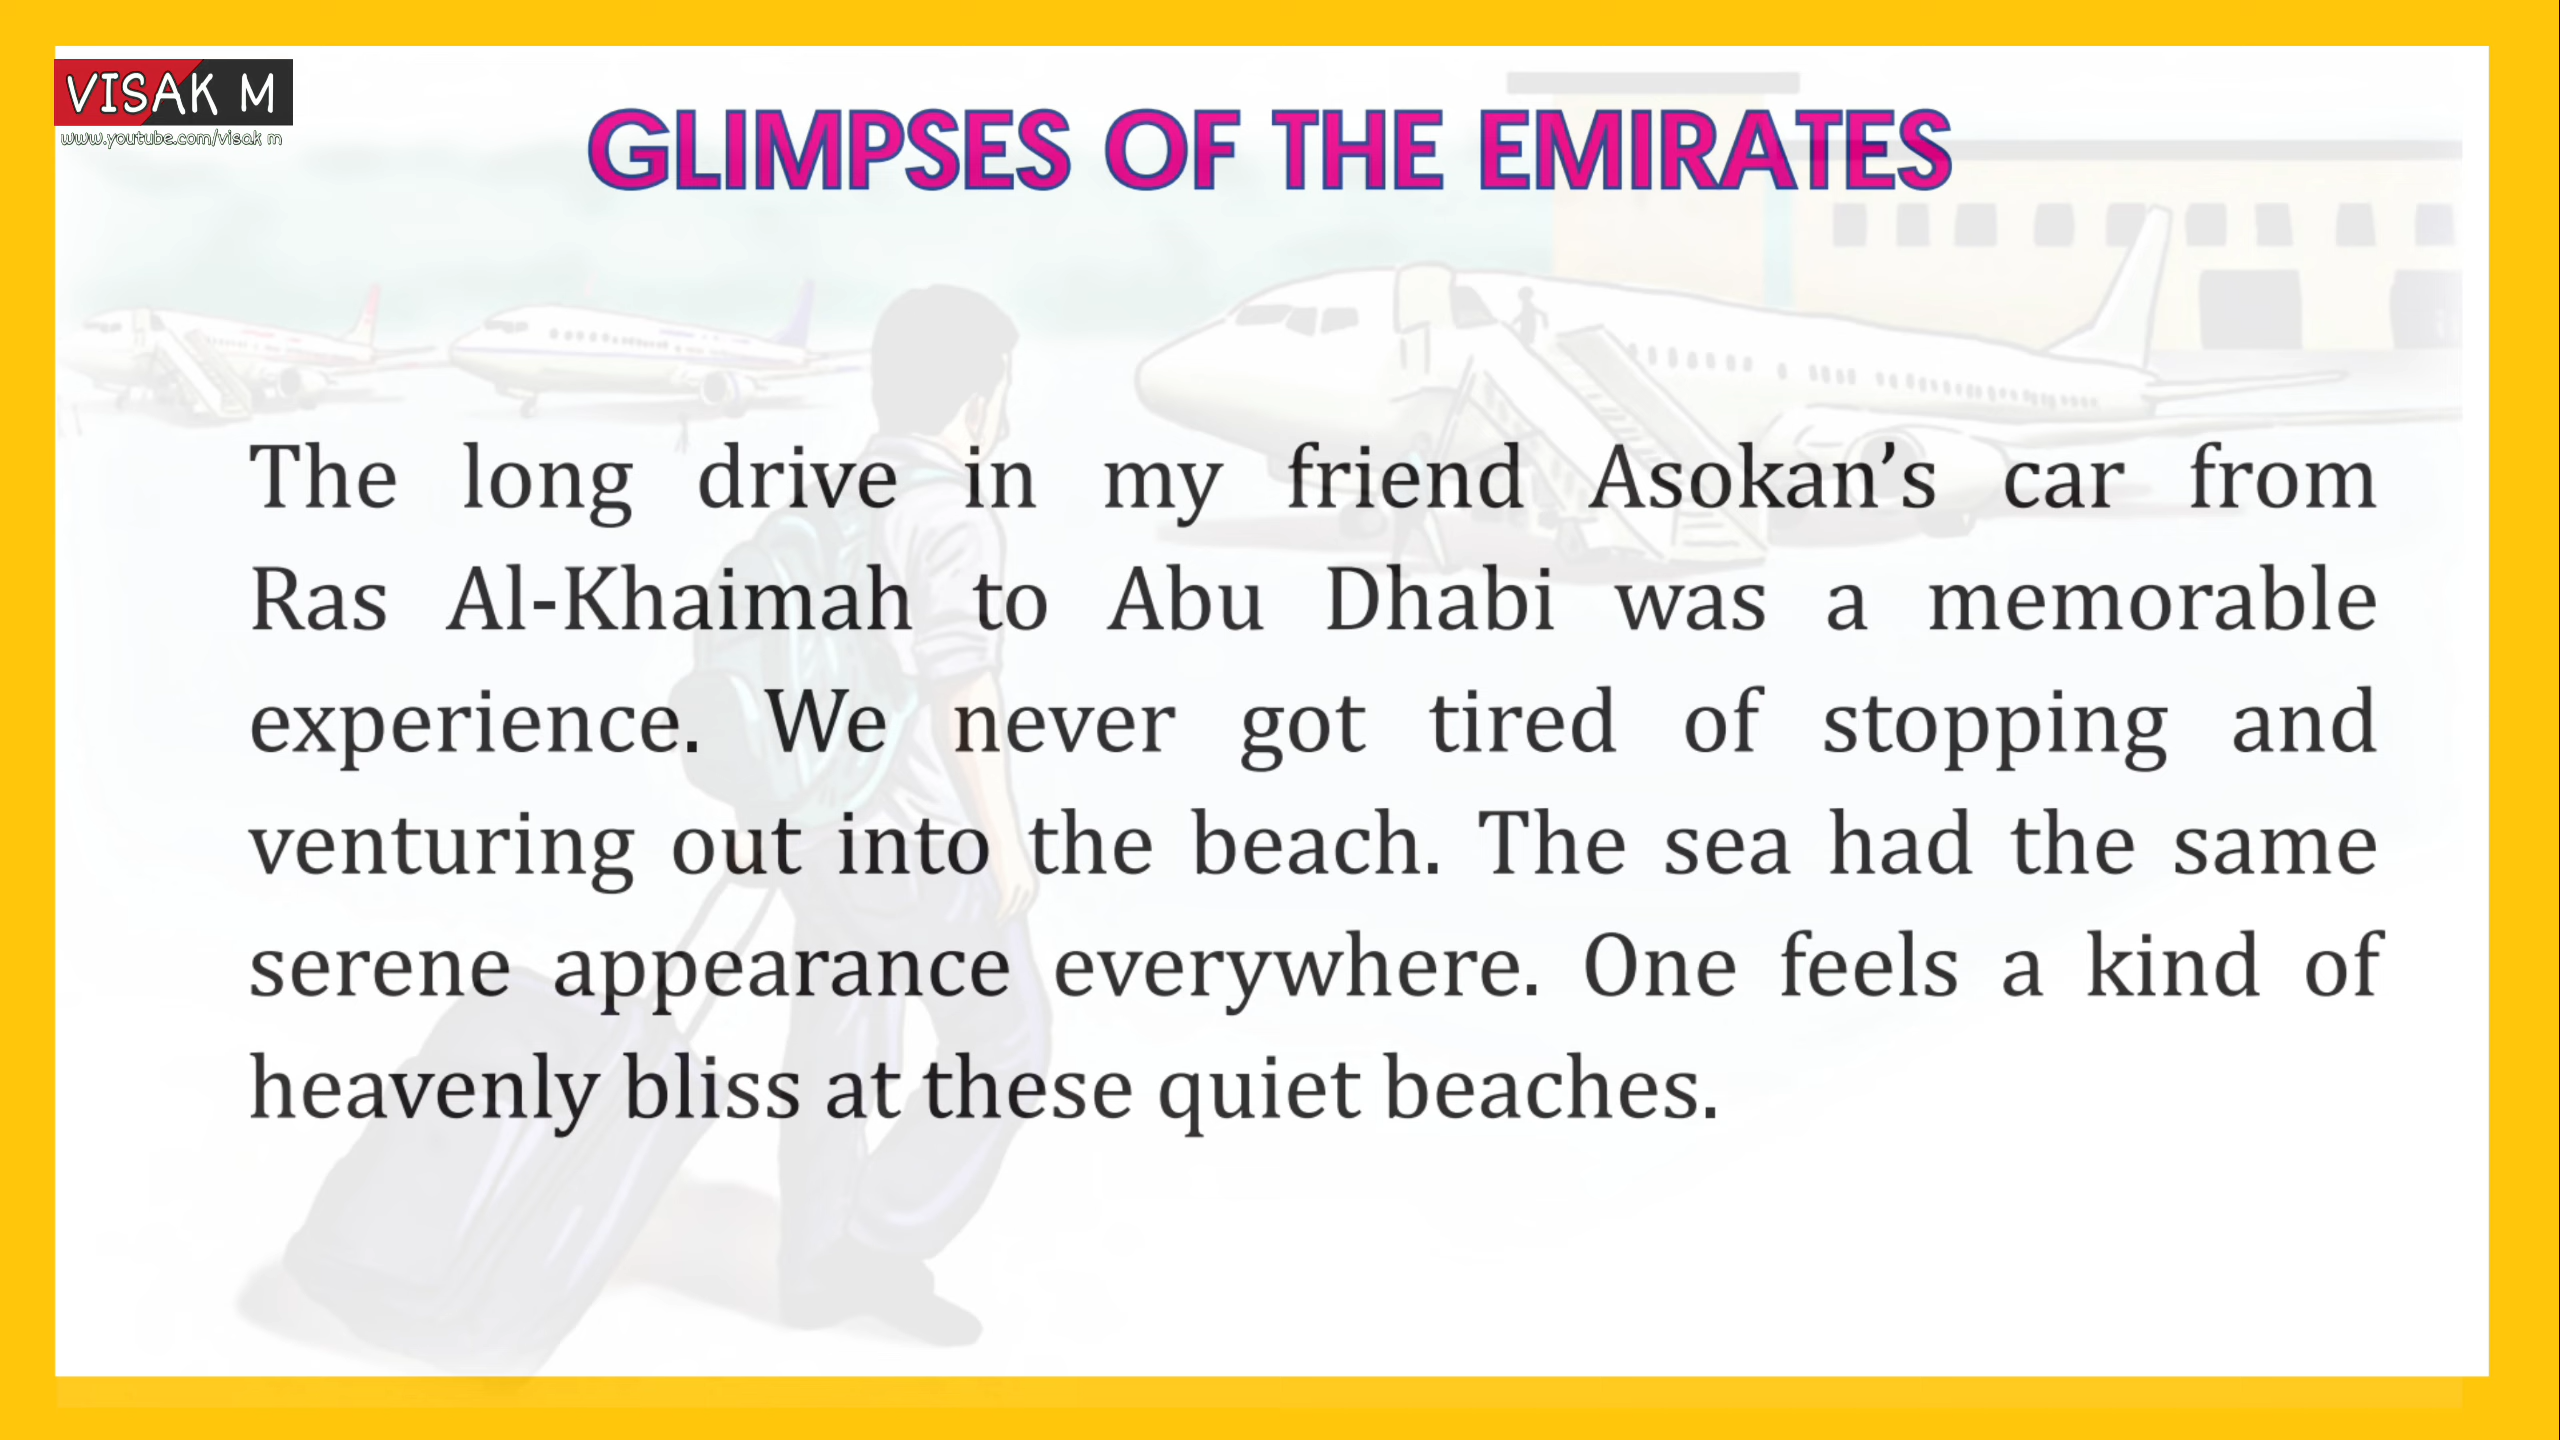 VISAK M
www.youtube.com/visak m
GLIMPSES OF THE EMIRATES
The long drive in my friend Asokan’s car from
Ras Al-Khaimah to Abu Dhabi was a memorable
experience. We never got tired of stopping and
venturing out into the beach. The sea had the same
serene appearance everywhere. One feels a kind of
heavenly bliss at these quiet beaches.